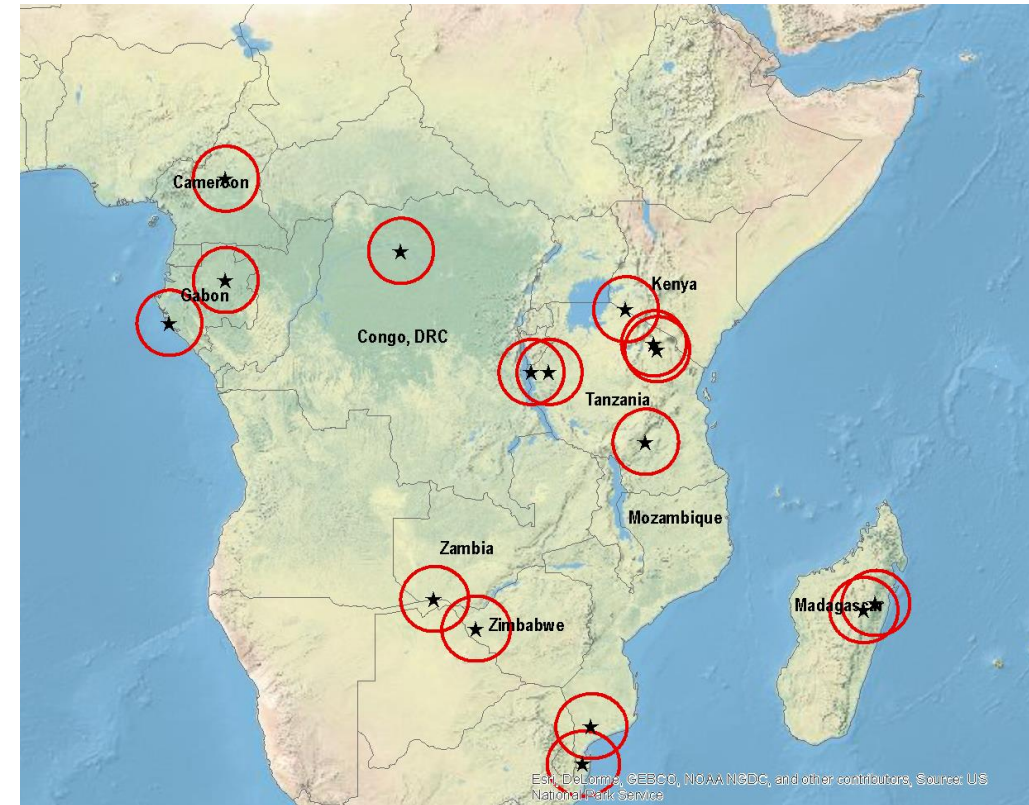 Cameroon
Kenya
Gabon
Congo, DRC
Tanzania
Mozambique
Zambia
Madagascar
Zimbabwe
Esri, DeLorme, GEBCO, NOAA NGDC, and other contributors, Source: US
National Park Service